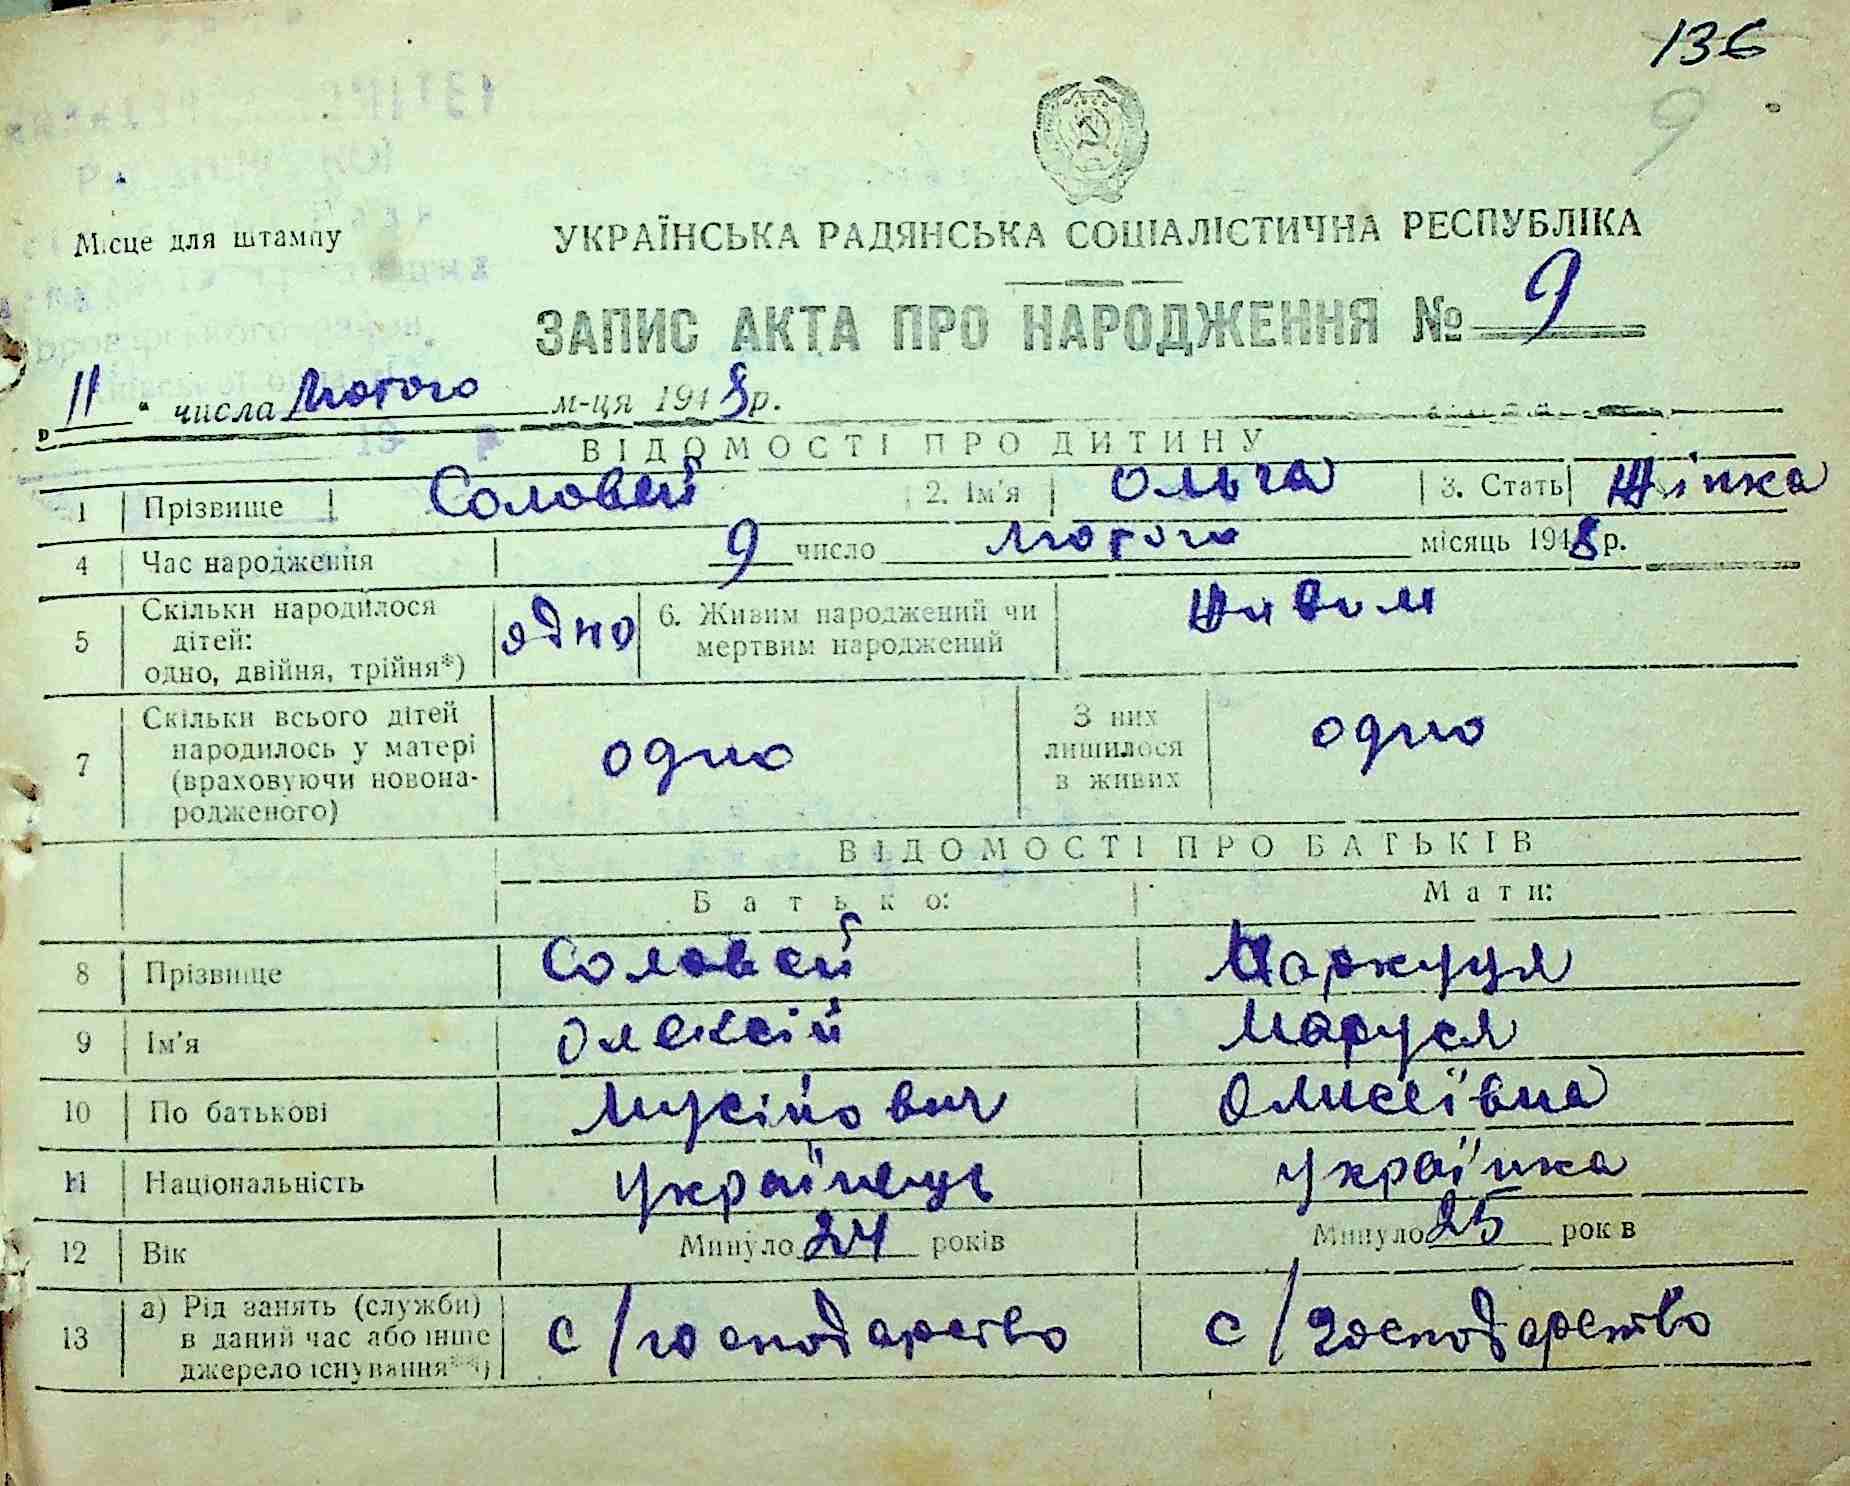 136
9
Місце для штампу
УКРАЇНСЬКА РАДЯНСЬКА СОЦІАЛІСТИЧНА РЕСПУБЛІКА
ЗАПИС АКТА ПРО НАРОДЖЕННЯ № 9
11 " числа Лютого м-ця 1948 р.
ВІДОМОСТІ ПРО ДИТИНУ
1 Прізвище Соловей 2. Ім'я Ольга 3. Стать Жінка
4 Час народження 9 число Лютого місяць 1948 р.
5 Скільки народилося дітей: одно, двійня, трійня*) одно 6. Живим народжений чи мертвим народжений Живим
7 Скільки всього дітей народилось у матері (враховуючи новонародженого) одно З них лишилося в живих одно
ВІДОМОСТІ ПРО БАТЬКІВ
Батько: Мати:
8 Прізвище Соловей
9 Ім'я Олексій Маруся
10 По батькові Мусійович Олисеївна
11 Національність українець українка
12 Вік Минуло 24 років Минуло 25 рок в
13 а) Рід занять (служби) в даний час або інше джерело існування**) с/господарство с/господарство